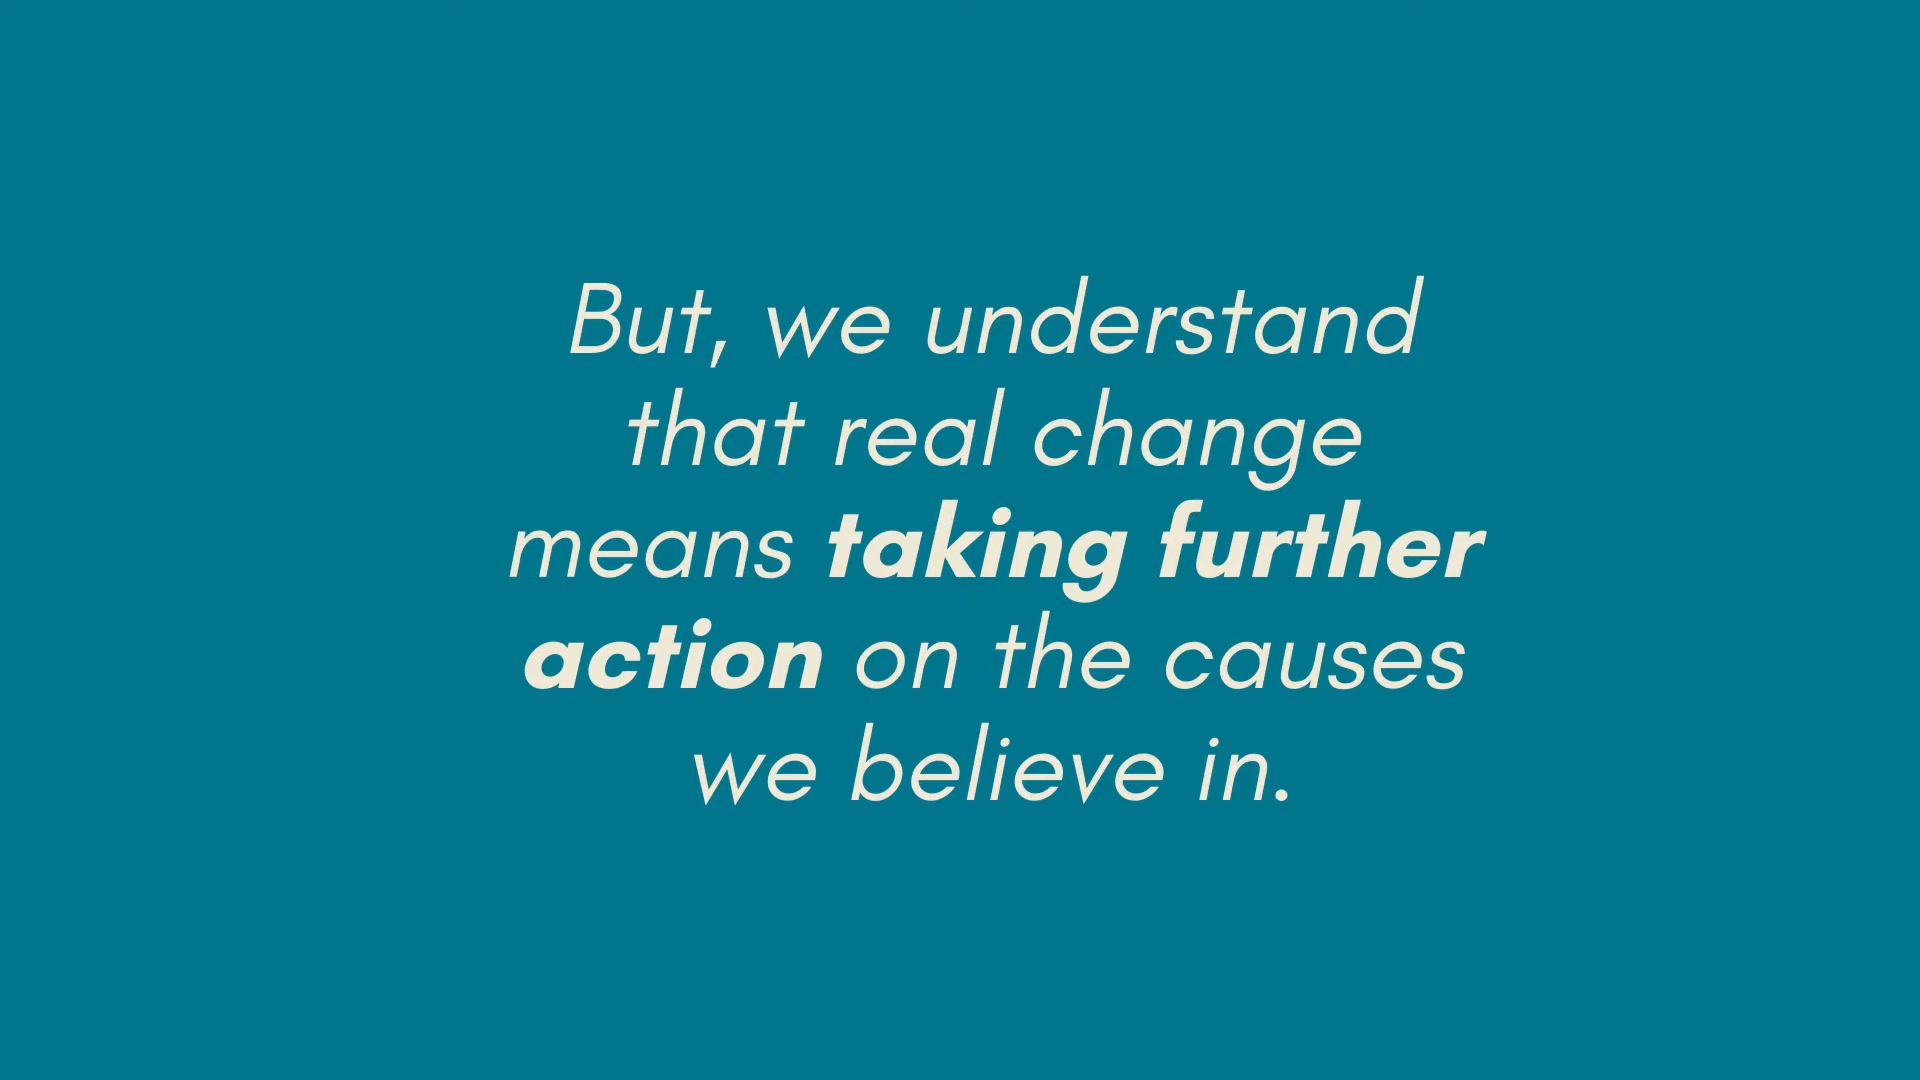 But, we understand
that real change
means taking further
action on the causes
we believe in.